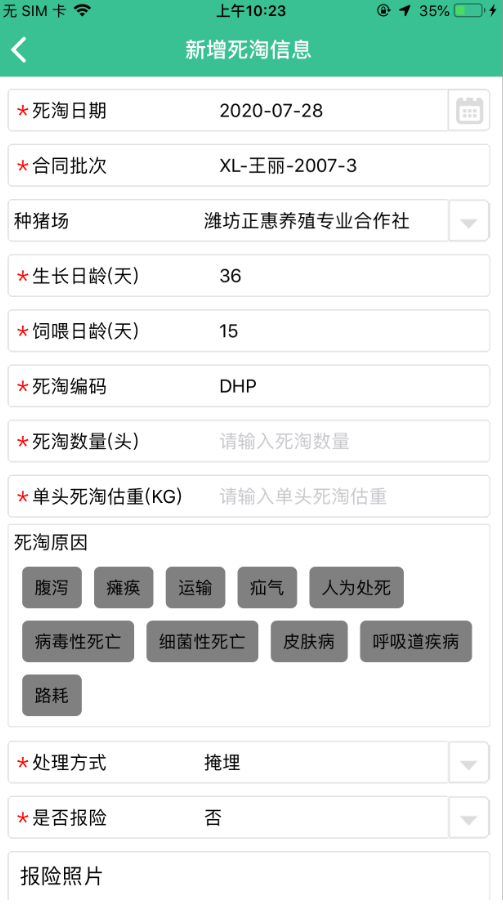 无 SIM 卡 上午10:23 35%
新增死淘信息
*死淘日期 2020-07-28
*合同批次 XL-王丽-2007-3
种猪场 潍坊正惠养殖专业合作社
*生长日龄(天) 36
*饲喂日龄(天) 15
*死淘编码 DHP
*死淘数量(头) 请输入死淘数量
*单头死淘估重(KG) 请输入单头死淘估重
死淘原因
腹泻 瘫痪 运输 疝气 人为处死
病毒性死亡 细菌性死亡 皮肤病 呼吸道疾病
路耗
*处理方式 掩埋
*是否报险 否
报险照片